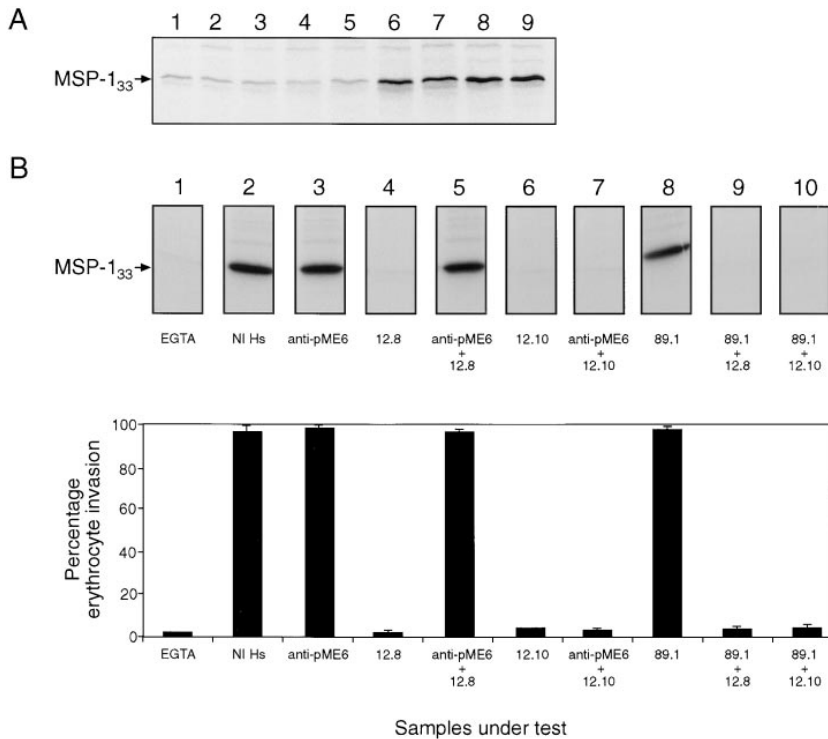 A
1 2 3 4 5 6 7 8 9
MSP-1₃₃
B
1 2 3 4 5 6 7 8 9 10
MSP-1₃₃
EGTA NI Hs anti-pME6 12.8 anti-pME6 + 12.8 12.10 anti-pME6 + 12.10 89.1 89.1 + 12.8 89.1 + 12.10
Percentage
erythrocyte invasion
100
80
60
40
20
0
EGTA NI Hs anti-pME6 12.8 anti-pME6 + 12.8 12.10 anti-pME6 + 12.10 89.1 89.1 + 12.8 89.1 + 12.10
Samples under test